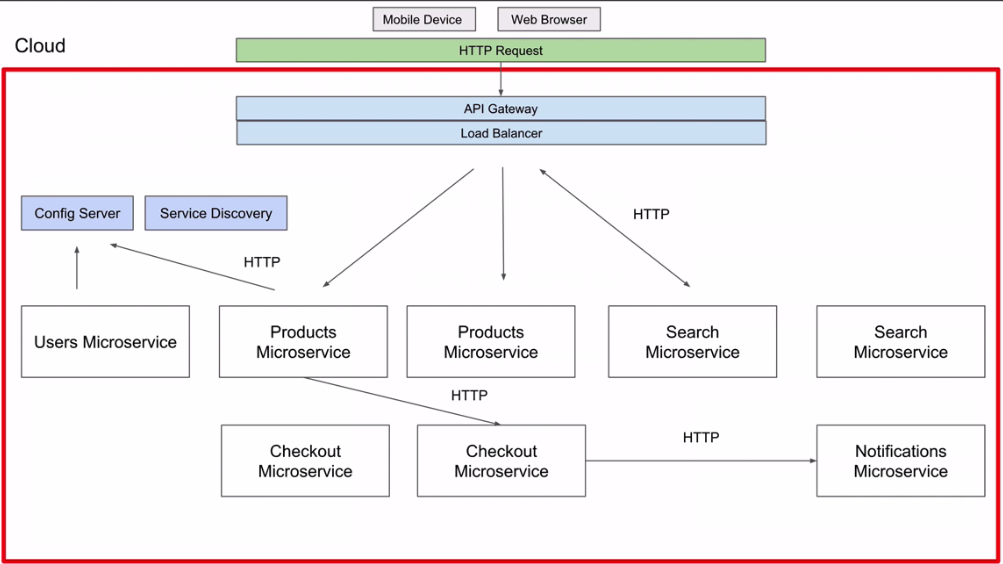 Mobile Device
Web Browser
Cloud
HTTP Request
API Gateway
Load Balancer
Config Server
Service Discovery
HTTP
HTTP
Users Microservice
Products
Microservice
Products
Microservice
Search
Microservice
Search
Microservice
HTTP
Checkout
Microservice
Checkout
Microservice
HTTP
Notifications
Microservice